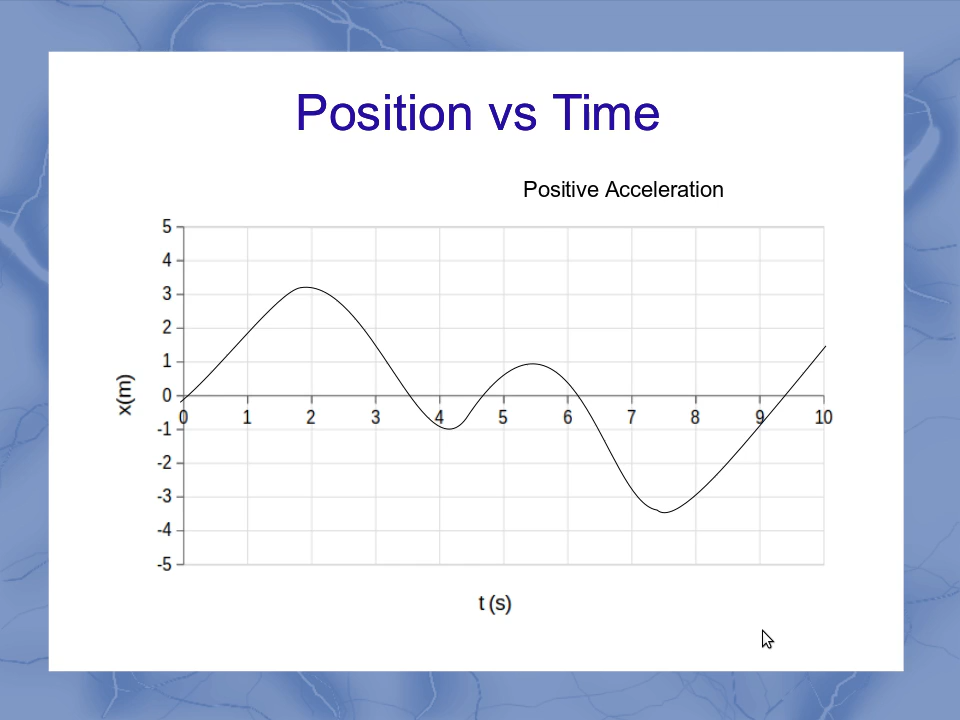 Position vs Time
Positive Acceleration
5
4
3
2
1
0
-1
-2
-3
-4
-5
x(m)
0 1 2 3 4 5 6 7 8 9 10
t (s)